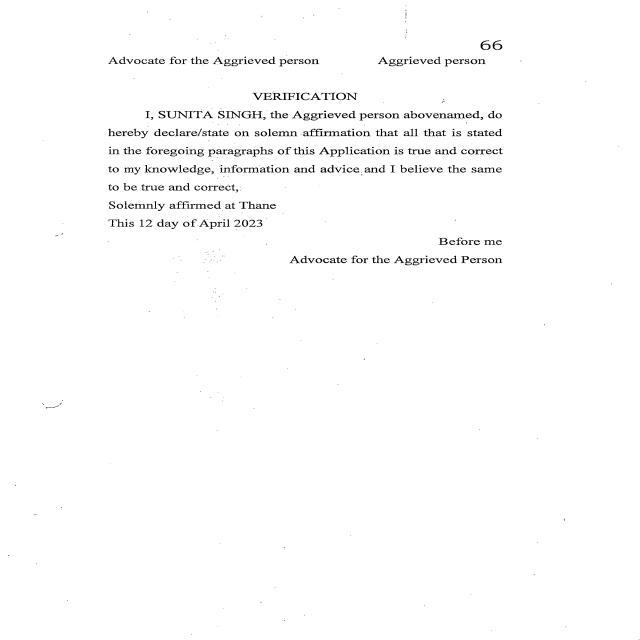 66
Advocate for the Aggrieved person Aggrieved person
VERIFICATION
I, SUNITA SINGH, the Aggrieved person abovenamed, do
hereby declare/state on solemn affirmation that all that is stated
in the foregoing paragraphs of this Application is true and correct
to my knowledge, information and advice and I believe the same
to be true and correct,
Solemnly affirmed at Thane
This 12 day of April 2023
Before me
Advocate for the Aggrieved Person